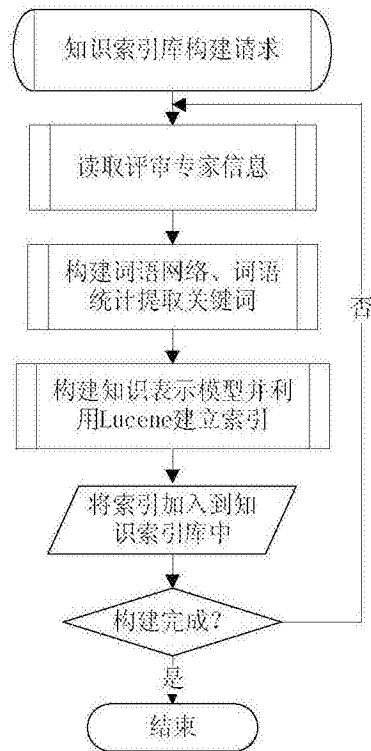 知识索引库构建请求
读取评审专家信息
构建词语网络、词语
统计提取关键词
否
构建知识表示模型并利
用Lucene建立索引
将索引加入到知
识索引库中
构建完成?
是
结束